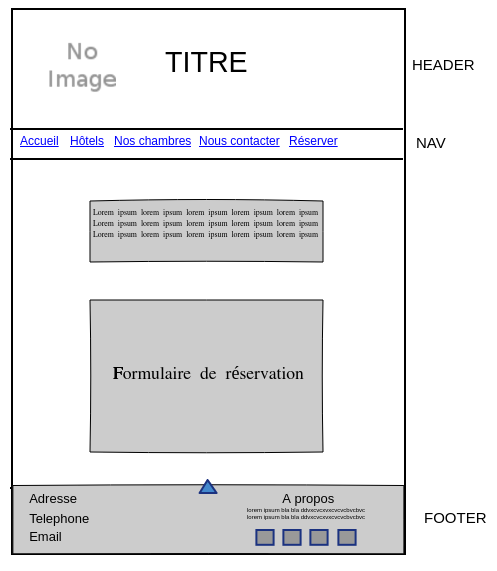 No
Image
TITRE
HEADER
Accueil Hôtels Nos chambres Nous contacter Réserver
NAV
Lorem ipsum lorem ipsum lorem ipsum lorem ipsum lorem ipsum
Lorem ipsum lorem ipsum lorem ipsum lorem ipsum lorem ipsum
Lorem ipsum lorem ipsum lorem ipsum lorem ipsum lorem ipsum
Formulaire de réservation
Adresse
Telephone
Email
A propos
lorem ipsum bla bla ddvxcvcxvxcvcvcbvcbvc
lorem ipsum bla bla ddvxcvcxvxcvcvcbvcbvc
FOOTER